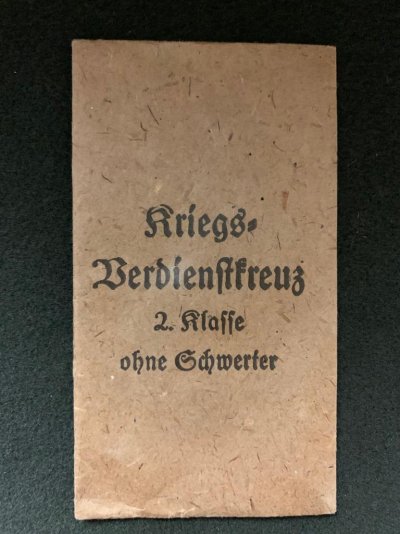 Kriegs-
Verdienstkreuz
2. Klasse
ohne Schwerter